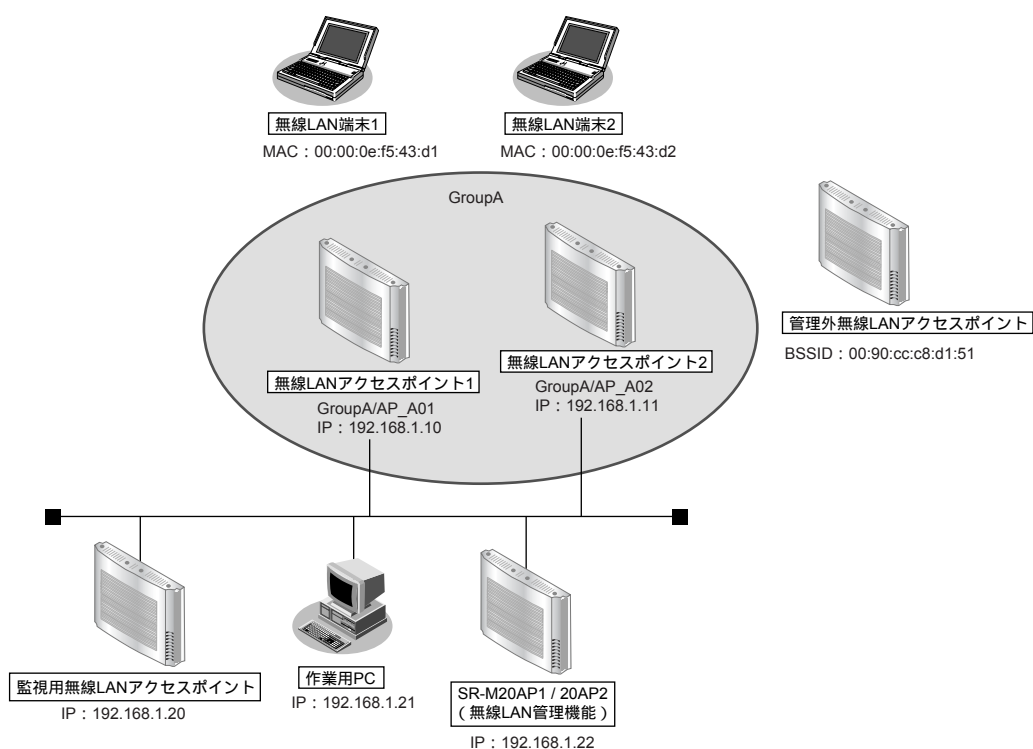 無線LAN端末1
MAC：00:00:0e:f5:43:d1
無線LAN端末2
MAC：00:00:0e:f5:43:d2
GroupA
管理外無線LANアクセスポイント
BSSID：00:90:cc:c8:d1:51
無線LANアクセスポイント1
GroupA/AP_A01
IP：192.168.1.10
無線LANアクセスポイント2
GroupA/AP_A02
IP：192.168.1.11
監視用無線LANアクセスポイント
IP：192.168.1.20
作業用PC
IP：192.168.1.21
SR-M20AP1 / 20AP2
（無線LAN管理機能）
IP：192.168.1.22